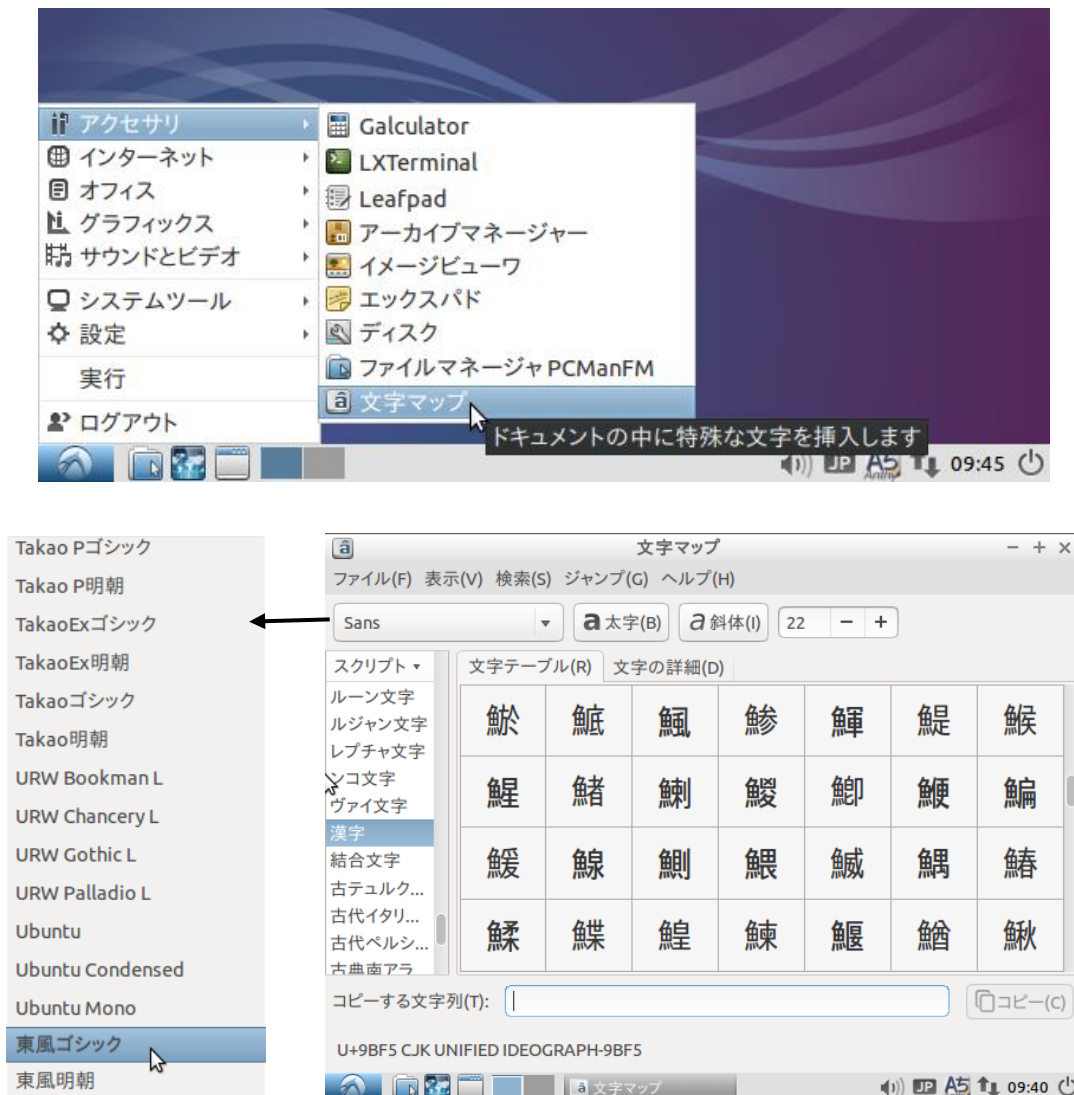 アクセサリ
インターネット
オフィス
グラフィックス
サウンドとビデオ
システムツール
設定
実行
ログアウト
Galculator
LXTerminal
Leafpad
アーカイブマネージャー
イメージビューワ
エックスパド
ディスク
ファイルマネージャ PCManFM
文字マップ
ドキュメントの中に特殊な文字を挿入します
JP A5 Anthy 09:45
Takao Pゴシック
Takao P明朝
TakaoExゴシック
TakaoEx明朝
Takaoゴシック
Takao明朝
URW Bookman L
URW Chancery L
URW Gothic L
URW Palladio L
Ubuntu
Ubuntu Condensed
Ubuntu Mono
東風ゴシック
東風明朝
文字マップ
ファイル(F) 表示(V) 検索(S) ジャンプ(G) ヘルプ(H)
Sans a 太字(B) a 斜体(I) 22 − +
スクリプト
ルーン文字
ルジャン文字
レプチャ文字
ンコ文字
ヴァイ文字
漢字
結合文字
古テュルク...
古代イタリ...
古代ペルシ...
古典南アラ
文字テーブル(R) 文字の詳細(D)
鯲 鯳 鯴 鯵 鯶 鯷 鯸
鯹 鯺 鯻 鯼 鯽 鯾 鯿
鰀 鰁 鰂 鰃 鰄 鰅 鰆
鰇 鰈 鰉 鰊 鰋 鰌 鰍
コピーする文字列(T): コピー(C)
U+9BF5 CJK UNIFIED IDEOGRAPH-9BF5
文字マップ JP A5 09:40